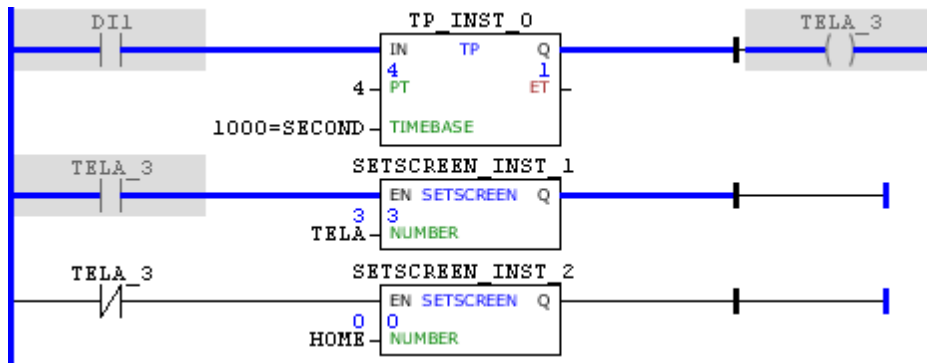 DI1 TP_INST_0 TELA_3
IN TP Q
4 1
4 PT ET
1000=SECOND TIMEBASE
TELA_3 SETSCREEN_INST_1
EN SETSCREEN Q
3 3
TELA NUMBER
TELA_3 SETSCREEN_INST_2
EN SETSCREEN Q
0 0
HOME NUMBER